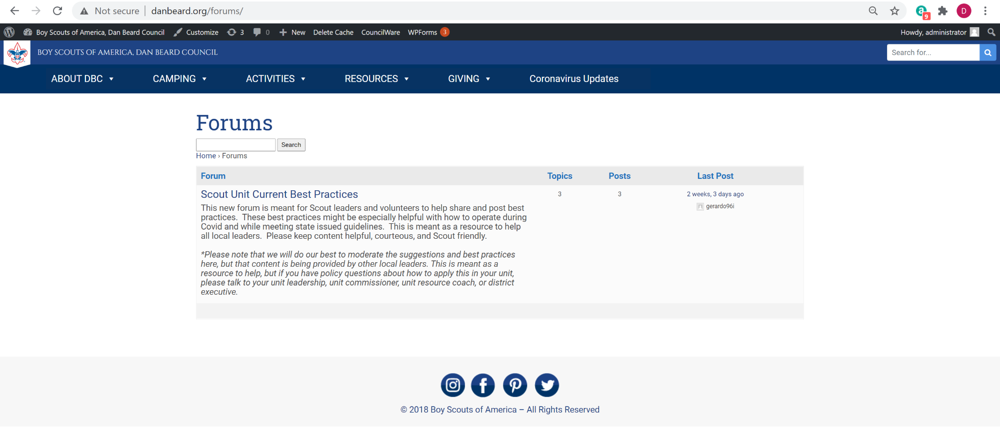 Not secure | danbeard.org/forums/
9
D
Boy Scouts of America, Dan Beard Council Customize 3 0 New Delete Cache CouncilWare WPForms 3 Howdy, administrator
BOY SCOUTS OF AMERICA, DAN BEARD COUNCIL
Search for...
ABOUT DBC CAMPING ACTIVITIES RESOURCES GIVING Coronavirus Updates
Forums
Search
Home › Forums
Forum Topics Posts Last Post
Scout Unit Current Best Practices 3 3 2 weeks, 3 days ago
gerardo96i
This new forum is meant for Scout leaders and volunteers to help share and post best
practices.  These best practices might be especially helpful with how to operate during
Covid and while meeting state issued guidelines.  This is meant as a resource to help
all local leaders.  Please keep content helpful, courteous, and Scout friendly.
*Please note that we will do our best to moderate the suggestions and best practices
here, but that content is being provided by other local leaders. This is meant as a
resource to help, but if you have policy questions about how to apply this in your unit,
please talk to your unit leadership, unit commissioner, unit resource coach, or district
executive.
© 2018 Boy Scouts of America – All Rights Reserved